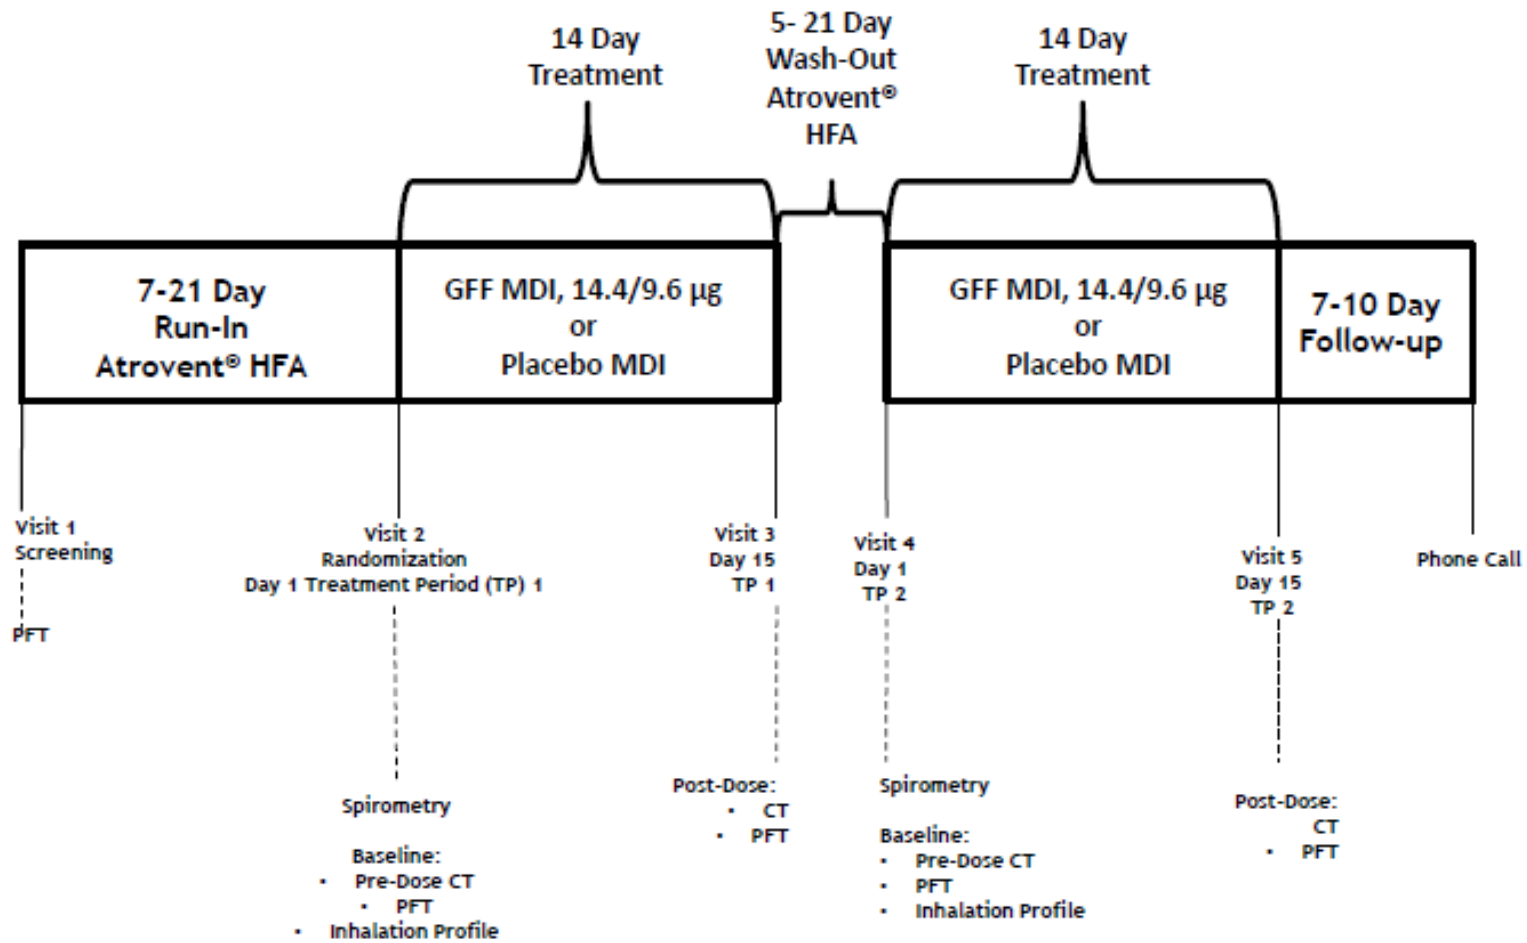 14 Day
Treatment
5- 21 Day
Wash-Out
Atrovent®
HFA
14 Day
Treatment
7-21 Day
Run-In
Atrovent® HFA
GFF MDI, 14.4/9.6 µg
or
Placebo MDI
GFF MDI, 14.4/9.6 µg
or
Placebo MDI
7-10 Day
Follow-up
Visit 1
Screening
PFT
Visit 2
Randomization
Day 1 Treatment Period (TP) 1
Spirometry
Baseline:
• Pre-Dose CT
• PFT
• Inhalation Profile
Visit 3
Day 15
TP 1
Post-Dose:
• CT
• PFT
Visit 4
Day 1
TP 2
Spirometry
Baseline:
• Pre-Dose CT
• PFT
• Inhalation Profile
Visit 5
Day 15
TP 2
Post-Dose:
CT
• PFT
Phone Call